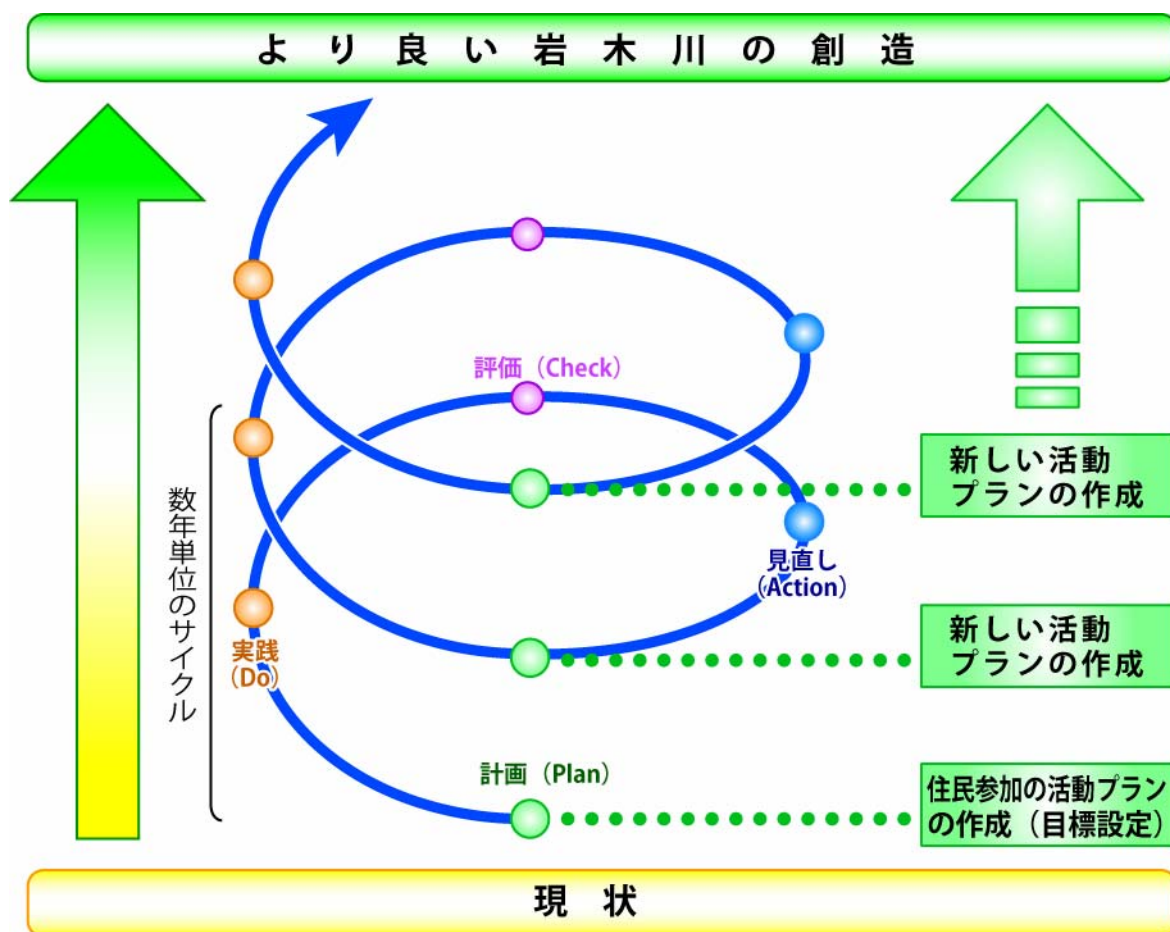 より良い岩木川の創造
評価（Check）
新しい活動
プランの作成
数年単位のサイクル
見直し
（Action）
実践
（Do）
新しい活動
プランの作成
計画（Plan）
住民参加の活動プラン
の作成（目標設定）
現状